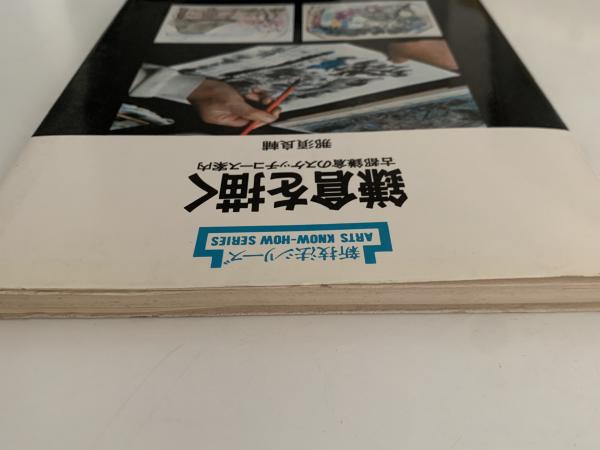 新技法シリーズ
ARTS KNOW-HOW SERIES
鎌倉を描く
古都鎌倉のスケッチコース案内
那須良輔